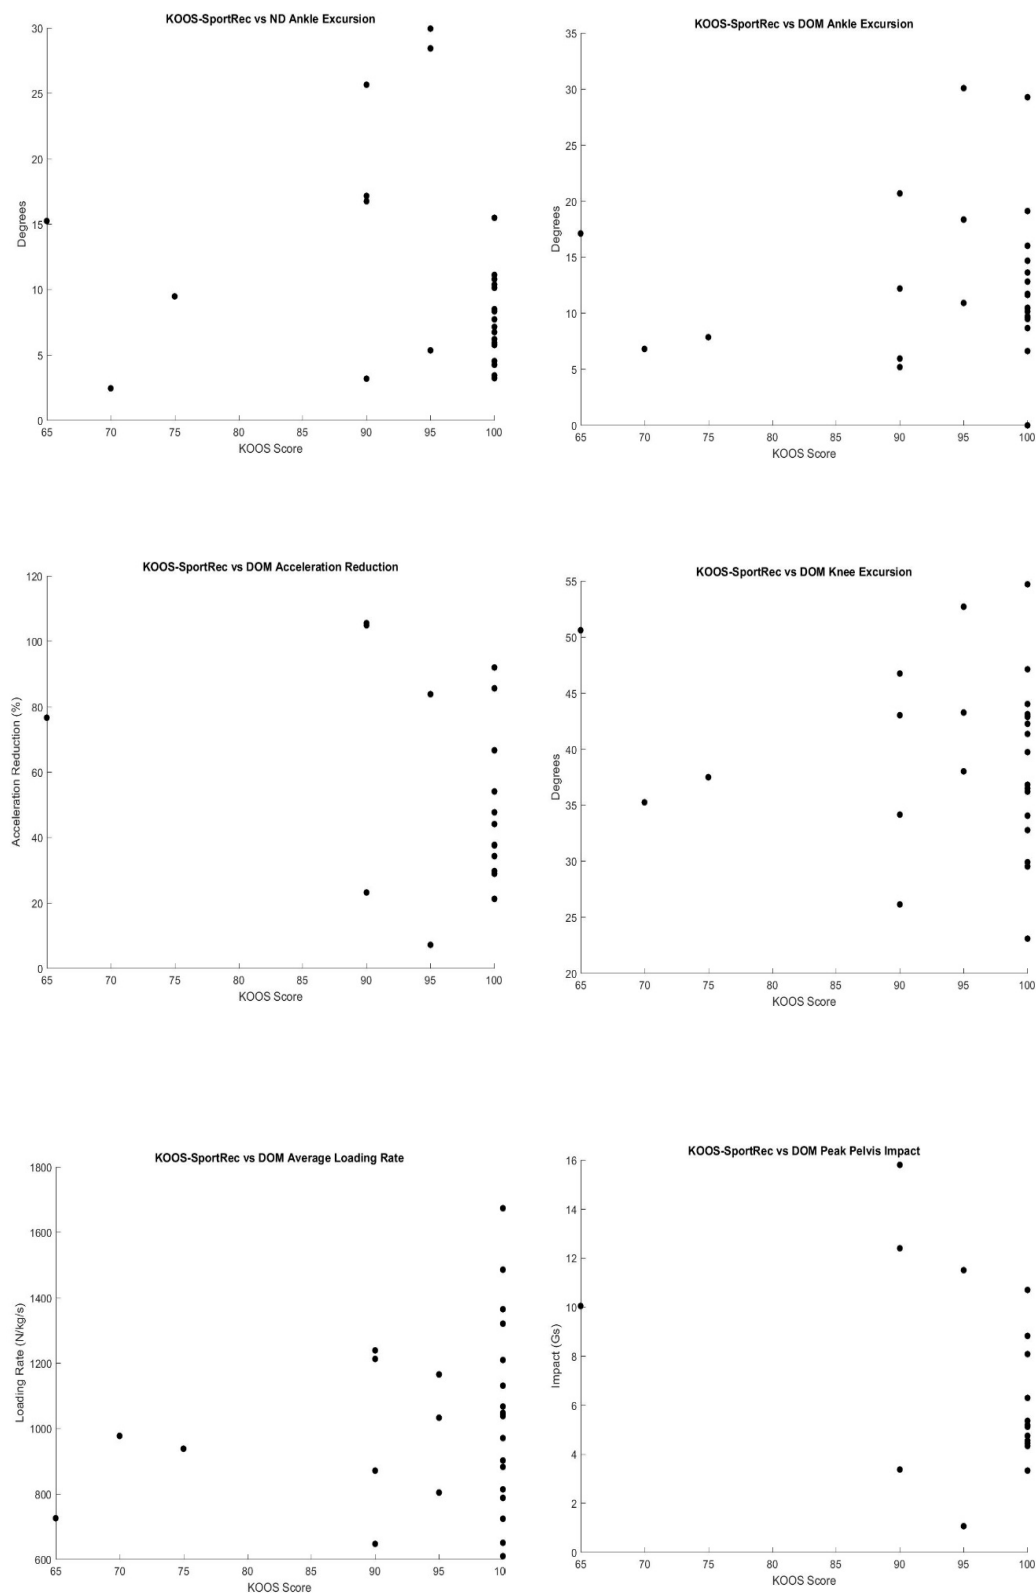 KOOS-SportRec vs ND Ankle Excursion
30
25
20
15
10
5
0
Degrees
65 70 75 80 85 90 95 100
KOOS Score
KOOS-SportRec vs DOM Ankle Excursion
35
30
25
20
15
10
5
0
Degrees
65 70 75 80 85 90 95 100
KOOS Score
KOOS-SportRec vs DOM Acceleration Reduction
120
100
80
60
40
20
0
Acceleration Reduction (%)
65 70 75 80 85 90 95 100
KOOS Score
KOOS-SportRec vs DOM Knee Excursion
55
50
45
40
35
30
25
20
Degrees
65 70 75 80 85 90 95 100
KOOS Score
KOOS-SportRec vs DOM Average Loading Rate
1800
1600
1400
1200
1000
800
600
Loading Rate (N/kg/s)
65 70 75 80 85 90 95 10
KOOS Score
KOOS-SportRec vs DOM Peak Pelvis Impact
16
14
12
10
8
6
4
2
0
Impact (Gs)
65 70 75 80 85 90 95 100
KOOS Score